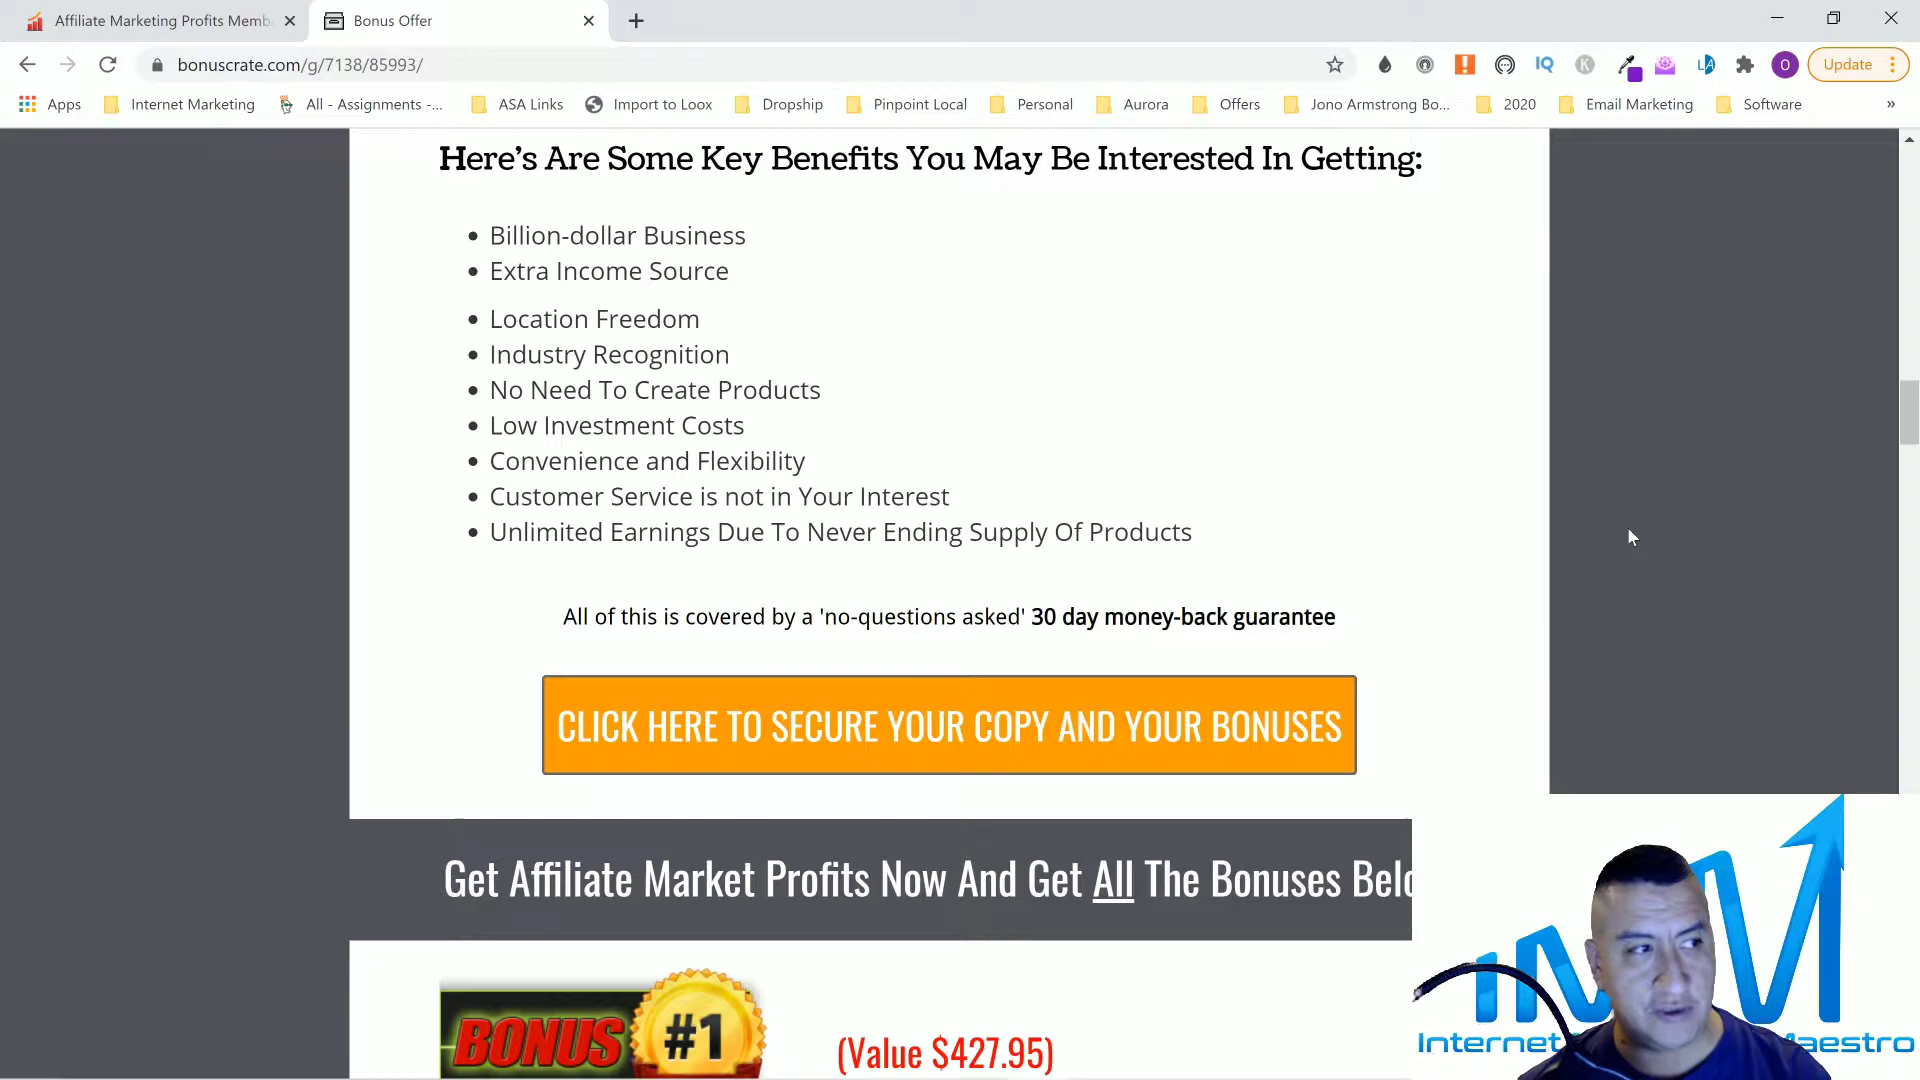 Affiliate Marketing Profits Memb
Bonus Offer
bonuscrate.com/g/7138/85993/
IQ
K
LA
O
Update
Apps
Internet Marketing
All - Assignments -...
ASA Links
Import to Loox
Dropship
Pinpoint Local
Personal
Aurora
Offers
Jono Armstrong Bo...
2020
Email Marketing
Software
»
Here's Are Some Key Benefits You May Be Interested In Getting:
• Billion-dollar Business
• Extra Income Source
• Location Freedom
• Industry Recognition
• No Need To Create Products
• Low Investment Costs
• Convenience and Flexibility
• Customer Service is not in Your Interest
• Unlimited Earnings Due To Never Ending Supply Of Products
All of this is covered by a 'no-questions asked' 30 day money-back guarantee
CLICK HERE TO SECURE YOUR COPY AND YOUR BONUSES
Get Affiliate Market Profits Now And Get All The Bonuses Belo
BONUS #1
(Value $427.95)
IMM
Internet Maestro